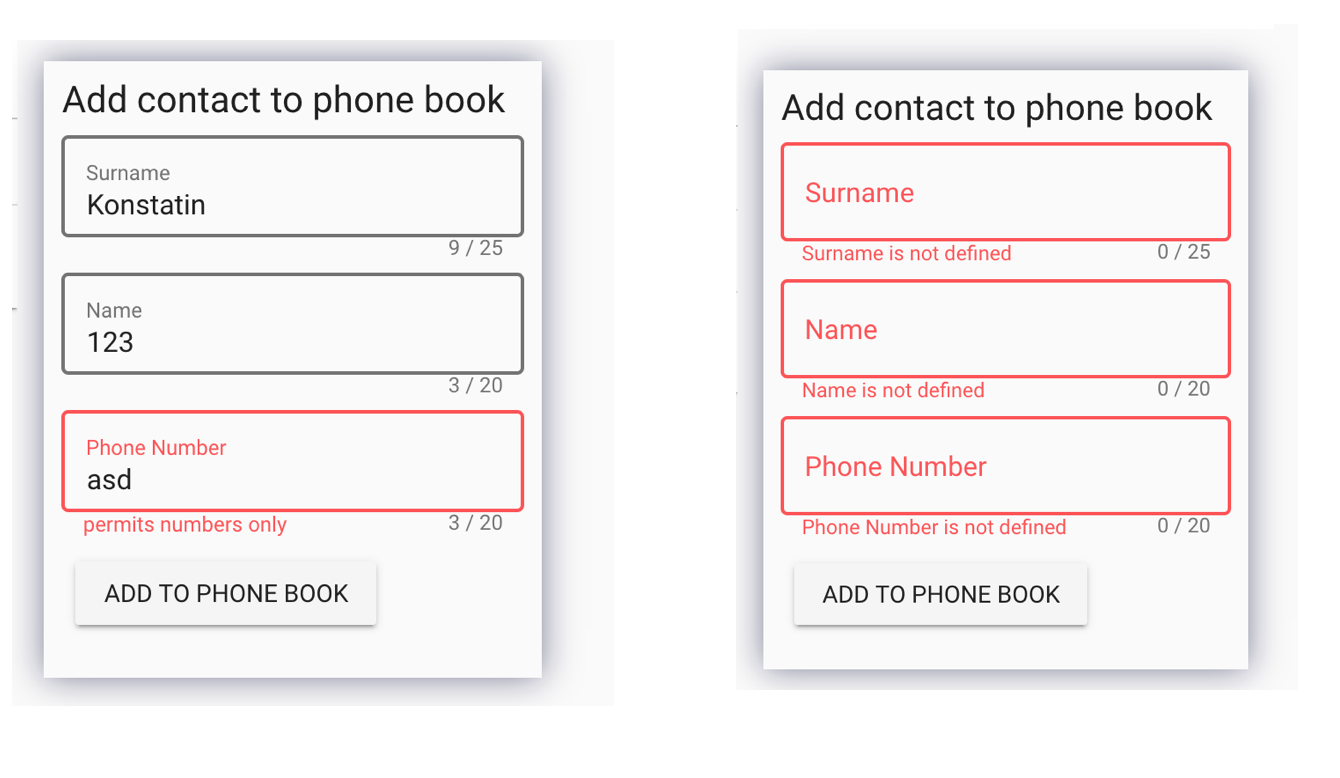 Add contact to phone book
Surname
Konstatin
9 / 25
Name
123
3 / 20
Phone Number
asd
permits numbers only 3 / 20
ADD TO PHONE BOOK
Add contact to phone book
Surname
Surname is not defined 0 / 25
Name
Name is not defined 0 / 20
Phone Number
Phone Number is not defined 0 / 20
ADD TO PHONE BOOK